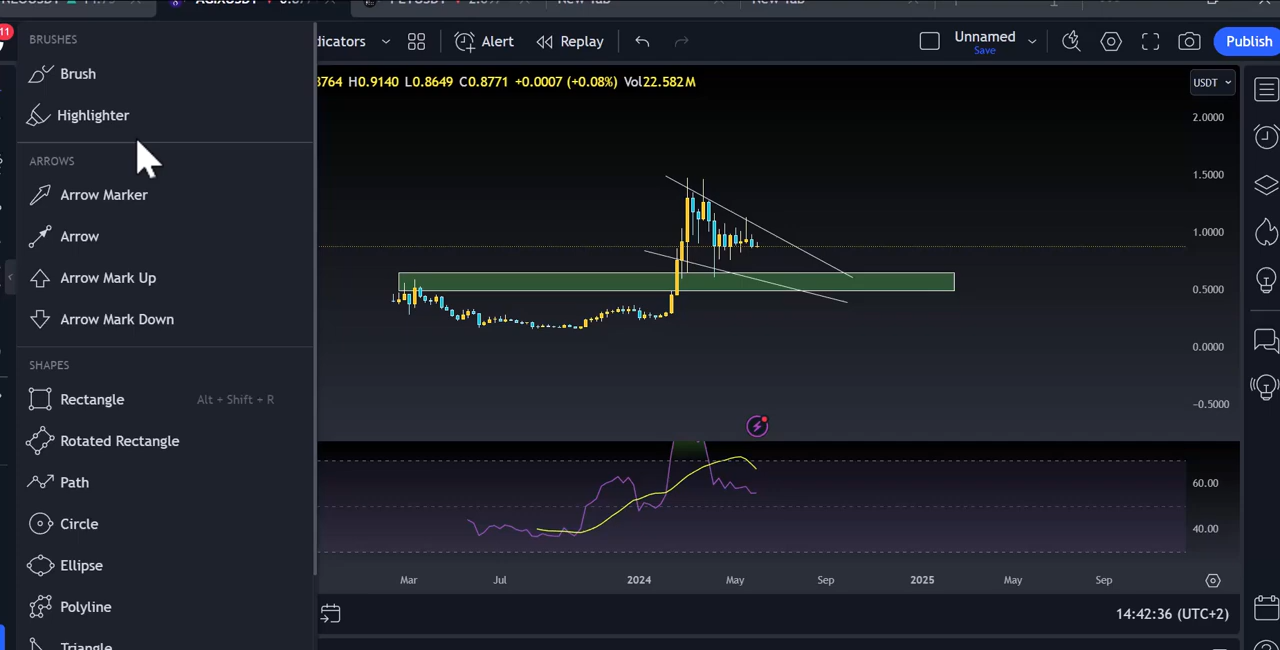 BRUSHES
Brush
Highlighter
ARROWS
Arrow Marker
Arrow
Arrow Mark Up
Arrow Mark Down
SHAPES
Rectangle Alt + Shift + R
Rotated Rectangle
Path
Circle
Ellipse
Polyline
Triangle
11
dicators
Alert
Replay
Unnamed
Save
Publish
8764 H0.9140 L0.8649 C0.8771 +0.0007 (+0.08%) Vol22.582M
USDT
2.0000
1.5000
1.0000
0.5000
0.0000
−0.5000
60.00
40.00
Mar Jul 2024 May Sep 2025 May Sep
14:42:36 (UTC+2)